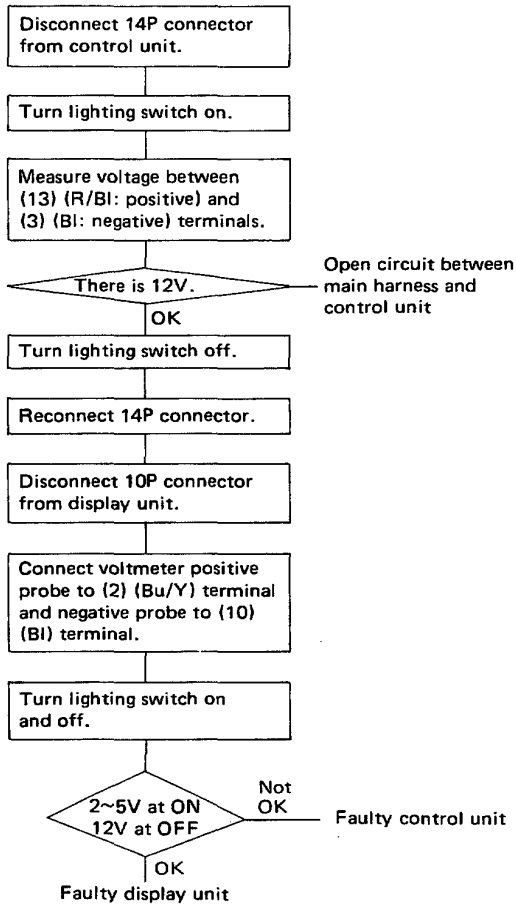 Disconnect 14P connector
from control unit.
Turn lighting switch on.
Measure voltage between
(13) (R/Bl: positive) and
(3) (Bl: negative) terminals.
There is 12V.
Open circuit between
main harness and
control unit
OK
Turn lighting switch off.
Reconnect 14P connector.
Disconnect 10P connector
from display unit.
Connect voltmeter positive
probe to (2) (Bu/Y) terminal
and negative probe to (10)
(Bl) terminal.
Turn lighting switch on
and off.
2~5V at ON
12V at OFF
Not
OK
Faulty control unit
OK
Faulty display unit